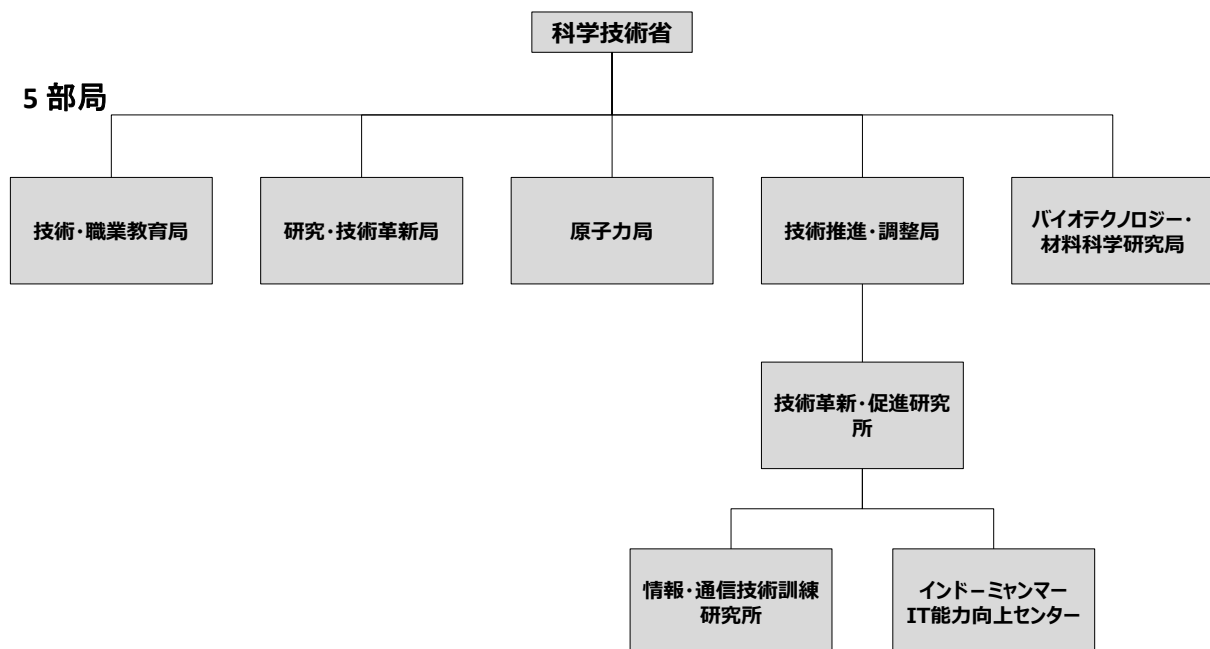 科学技術省
5 部局
技術・職業教育局
研究・技術革新局
原子力局
技術推進・調整局
バイオテクノロジー・
材料科学研究局
技術革新・促進研究
所
情報・通信技術訓練
研究所
インドーミャンマー
IT能力向上センター